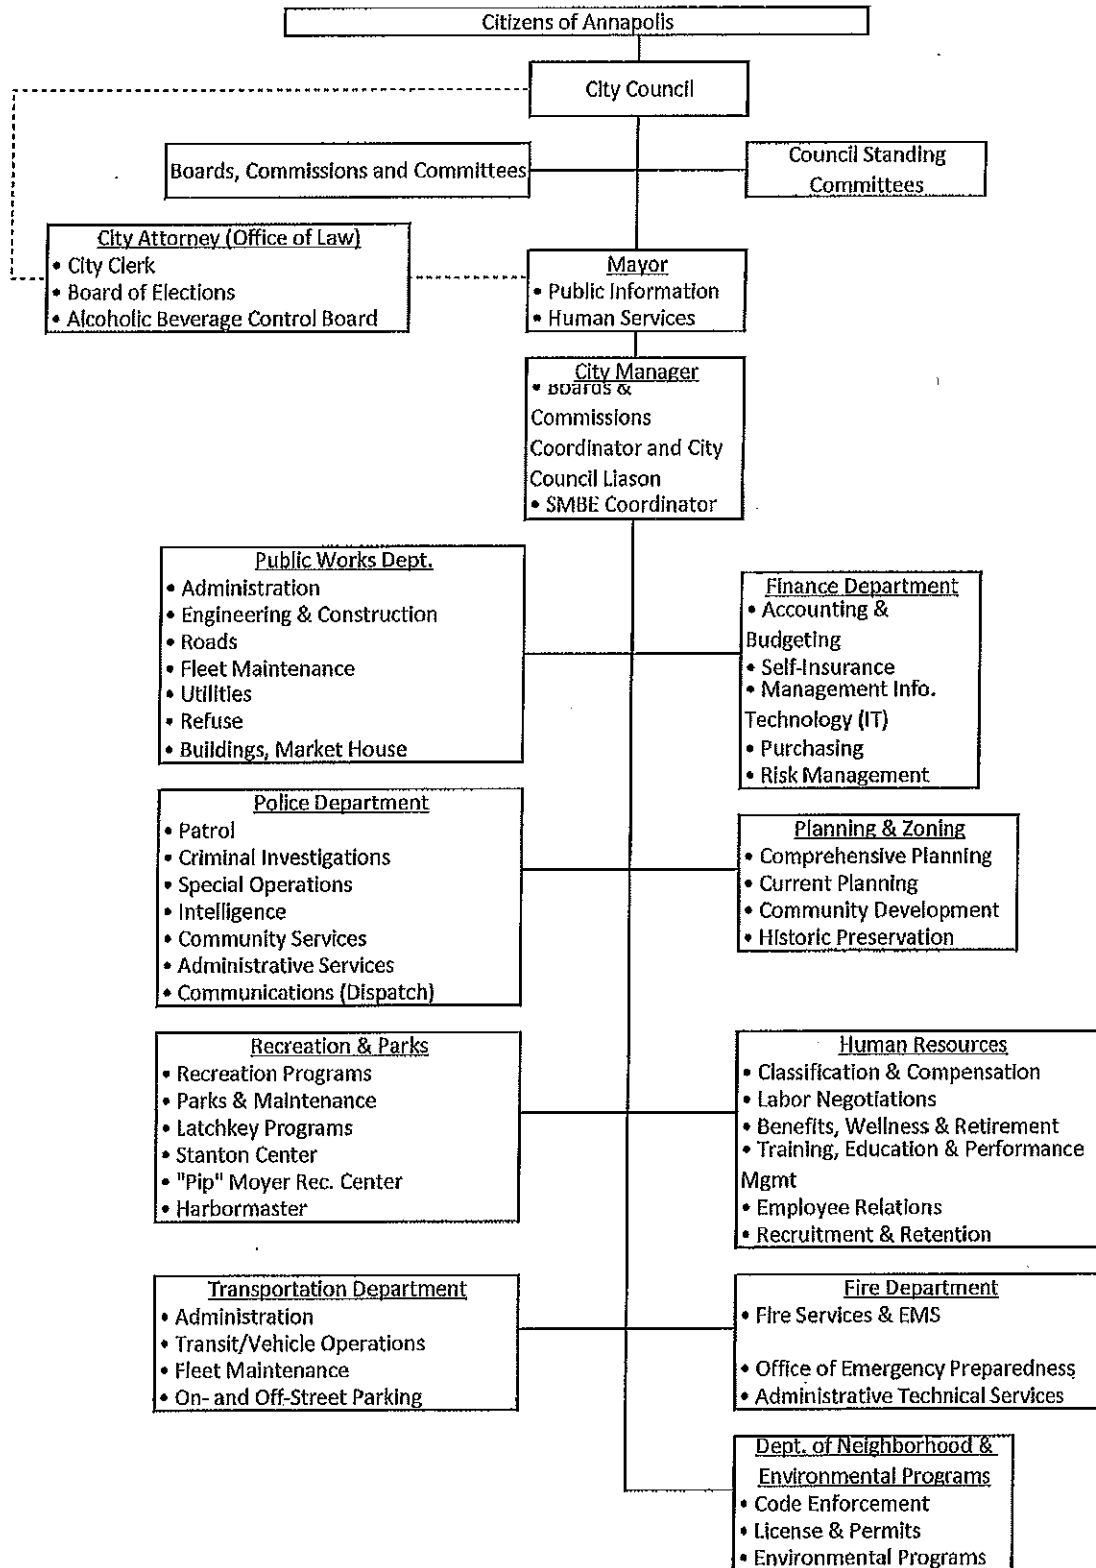 Citizens of Annapolis
City Council
Boards, Commissions and Committees
Council Standing
Committees
City Attorney (Office of Law)
• City Clerk
• Board of Elections
• Alcoholic Beverage Control Board
Mayor
• Public Information
• Human Services
City Manager
• Boards &
Commissions
Coordinator and City
Council Liason
• SMBE Coordinator
Public Works Dept.
• Administration
• Engineering & Construction
• Roads
• Fleet Maintenance
• Utilities
• Refuse
• Buildings, Market House
Finance Department
• Accounting &
Budgeting
• Self-Insurance
• Management Info.
Technology (IT)
• Purchasing
• Risk Management
Police Department
• Patrol
• Criminal Investigations
• Special Operations
• Intelligence
• Community Services
• Administrative Services
• Communications (Dispatch)
Planning & Zoning
• Comprehensive Planning
• Current Planning
• Community Development
• Historic Preservation
Recreation & Parks
• Recreation Programs
• Parks & Maintenance
• Latchkey Programs
• Stanton Center
• "Pip" Moyer Rec. Center
• Harbormaster
Human Resources
• Classification & Compensation
• Labor Negotiations
• Benefits, Wellness & Retirement
• Training, Education & Performance
Mgmt
• Employee Relations
• Recruitment & Retention
Transportation Department
• Administration
• Transit/Vehicle Operations
• Fleet Maintenance
• On- and Off-Street Parking
Fire Department
• Fire Services & EMS
• Office of Emergency Preparedness
• Administrative Technical Services
Dept. of Neighborhood &
Environmental Programs
• Code Enforcement
• License & Permits
• Environmental Programs